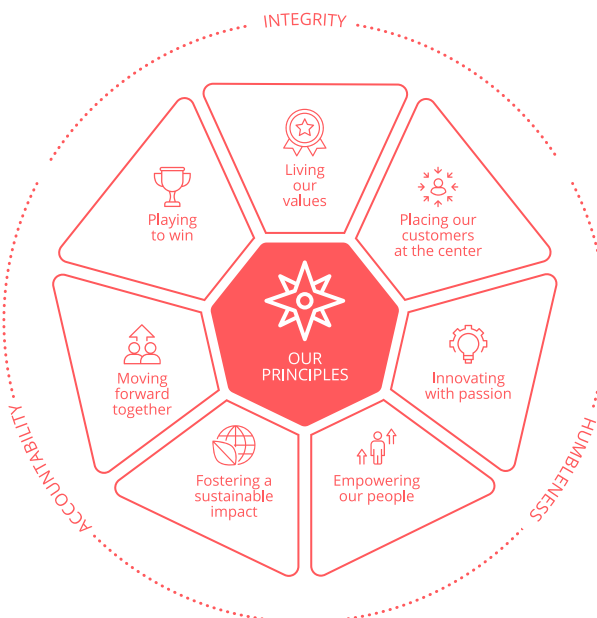 INTEGRITY
Living
our
values
Playing
to win
Placing our
customers
at the center
OUR
PRINCIPLES
Moving
forward
together
Innovating
with passion
Fostering a
sustainable
impact
Empowering
our people
ACCOUNTABILITY
HUMBLENESS